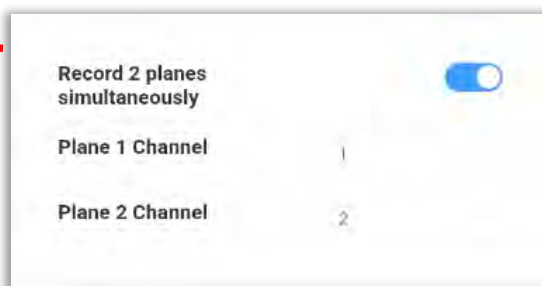 Record 2 planes
simultaneously
Plane 1 Channel 1
Plane 2 Channel 2